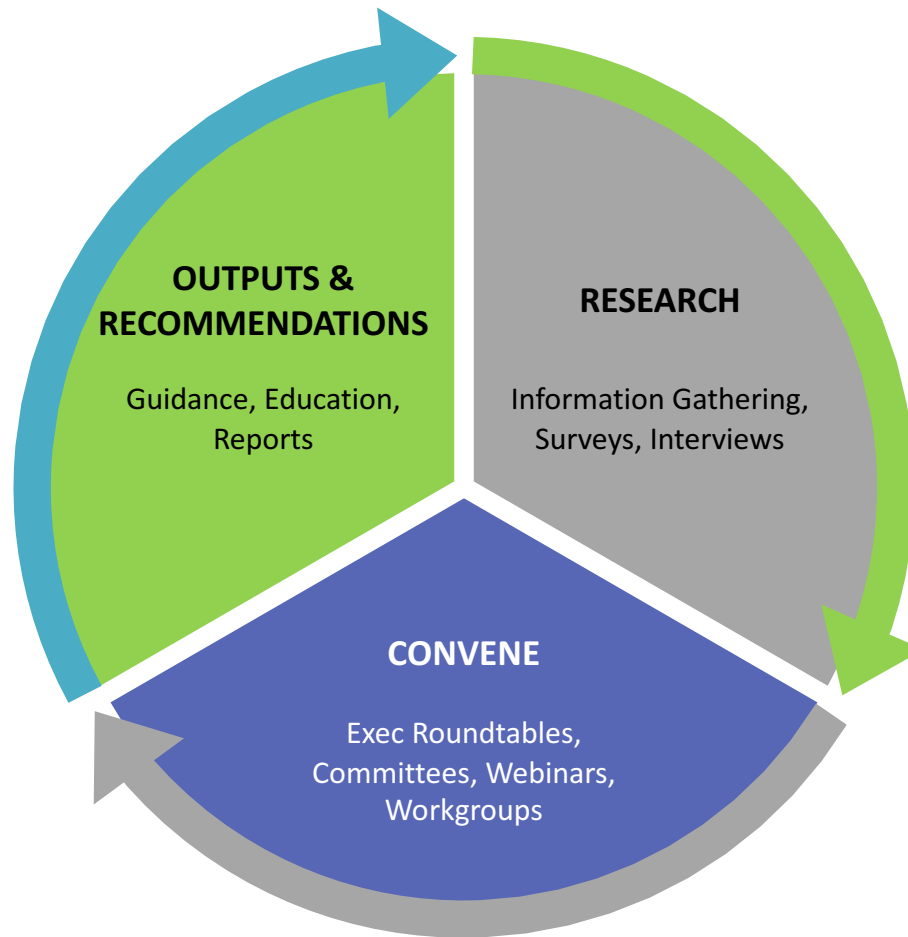 OUTPUTS &
RECOMMENDATIONS
Guidance, Education,
Reports
RESEARCH
Information Gathering,
Surveys, Interviews
CONVENE
Exec Roundtables,
Committees, Webinars,
Workgroups